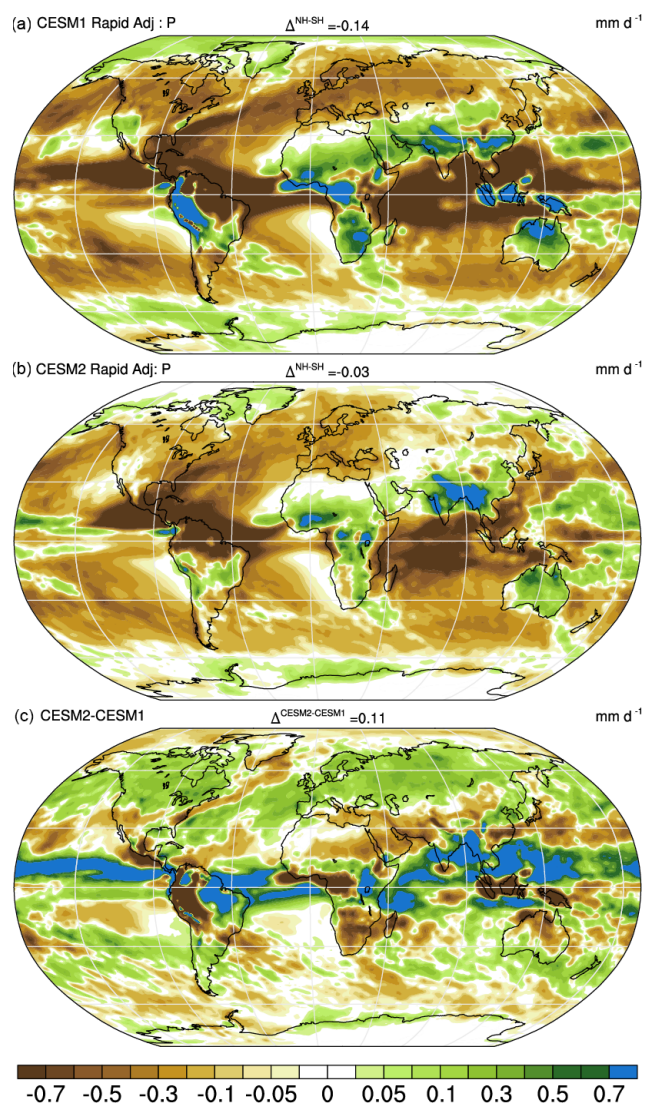 (a) CESM1 Rapid Adj : P Δ^NH-SH =-0.14 mm d⁻¹
(b) CESM2 Rapid Adj: P Δ^NH-SH =-0.03 mm d⁻¹
(c) CESM2-CESM1 Δ^CESM2-CESM1 =0.11 mm d⁻¹
-0.7 -0.5 -0.3 -0.1 -0.05 0 0.05 0.1 0.3 0.5 0.7